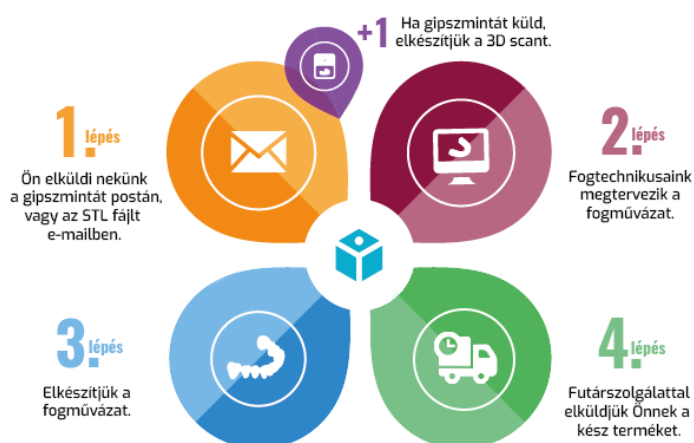 +1 Ha gipszmintát küld,
elkészítjük a 3D scant.
1. lépés
Ön elküldi nekünk
a gipszmintát postán,
vagy az STL fájlt
e-mailben.
2. lépés
Fogtechnikusaink
megtervezik a
fogművázat.
3. lépés
Elkészítjük a
fogművázat.
4. lépés
Futárszolgálattal
elküldjük Önnek a
kész terméket.